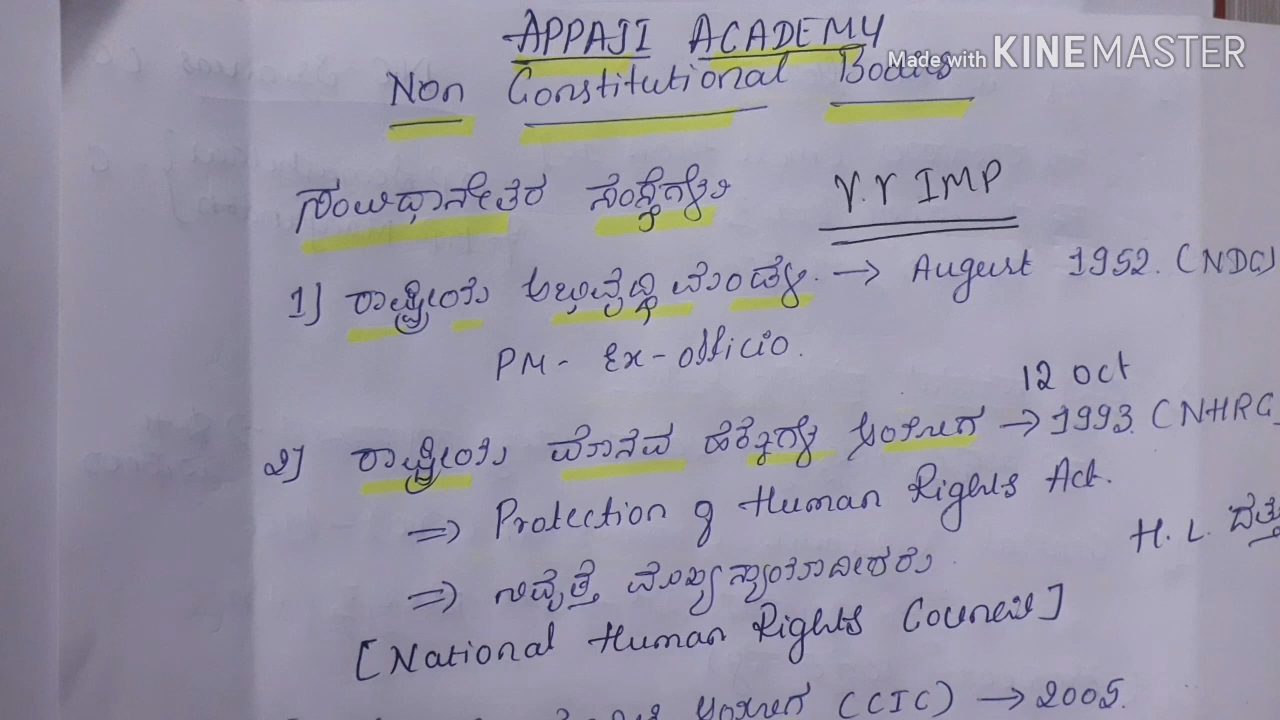 APPAJI ACADEMY
Made with KINEMASTER
Non Constitutional Bodies
ಸಂವಿಧಾನೇತರ ಸಂಸ್ಥೆಗಳು V.V IMP
1) ರಾಷ್ಟ್ರೀಯ ಅಭಿವೃದ್ಧಿ ಮಂಡಳಿ. → August 1952. (NDC)
PM - Ex-officio.
12 Oct
2) ರಾಷ್ಟ್ರೀಯ ಮಾನವ ಹಕ್ಕುಗಳ ಆಯೋಗ → 1993. (NHRC
⇒ Protection of Human Rights Act.
H. L. ದತ್ತು
⇒ ನಿವೃತ್ತ ಮುಖ್ಯ ನ್ಯಾಯಾಧೀಶರು.
[National Human Rights Council]
ಆಯೋಗ (CIC) → 2005.